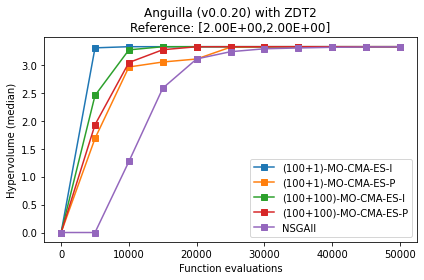 Anguilla (v0.0.20) with ZDT2
Reference: [2.00E+00,2.00E+00]
Hypervolume (median)
3.0
2.5
2.0
1.5
1.0
0.5
0.0
(100+1)-MO-CMA-ES-I
(100+1)-MO-CMA-ES-P
(100+100)-MO-CMA-ES-I
(100+100)-MO-CMA-ES-P
NSGAII
0 10000 20000 30000 40000 50000
Function evaluations